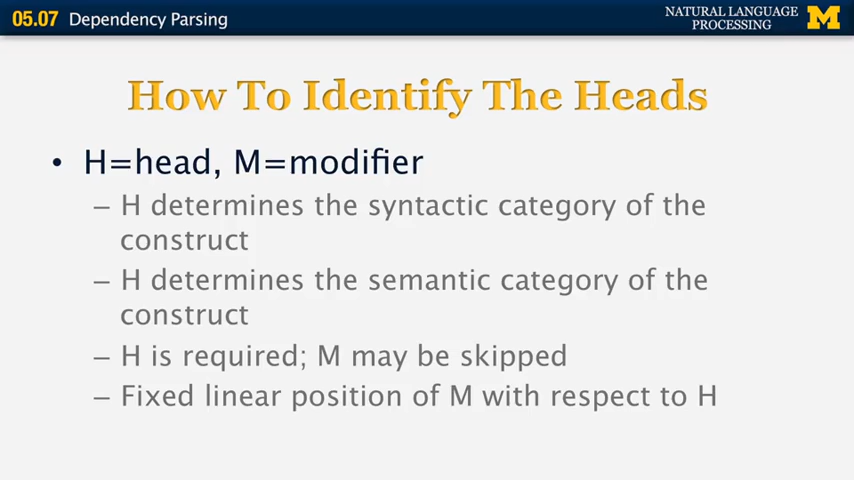 05.07 Dependency Parsing
NATURAL LANGUAGE
PROCESSING
M
How To Identify The Heads
• H=head, M=modifier
– H determines the syntactic category of the
construct
– H determines the semantic category of the
construct
– H is required; M may be skipped
– Fixed linear position of M with respect to H